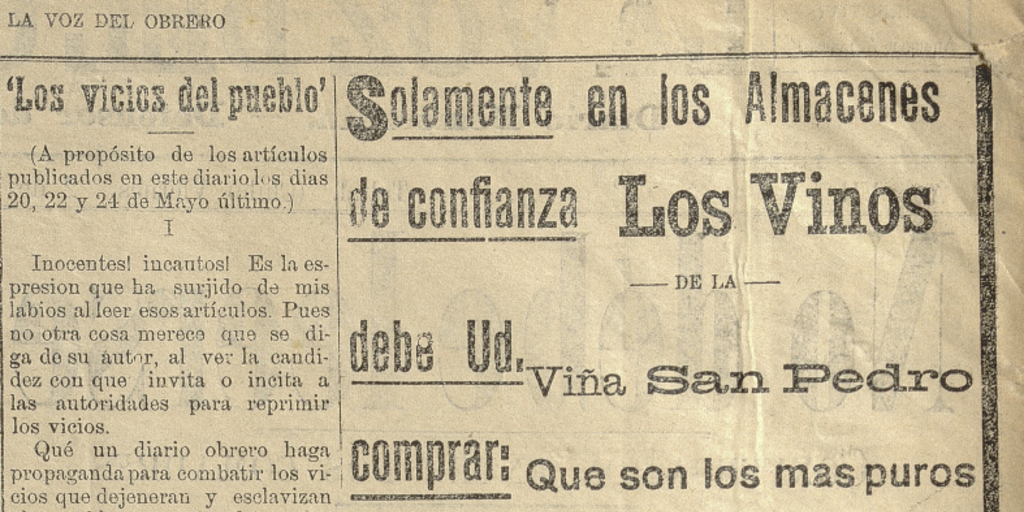 LA VOZ DEL OBRERO
'Los vicios del pueblo'
(A propósito de los artículos
publicados en este diario los dias
20, 22 y 24 de Mayo último.)
I
Inocentes! incautos! Es la es-
presion que ha surjido de mis
labios al leer esos artículos. Pues
no otra cosa merece que se di-
ga de su autor, al ver la candi-
dez con que invita o incita a
las autoridades para reprimir
los vicios.
Qué un diario obrero haga
propaganda para combatir los vi-
cios que dejeneran y esclavizan
Solamente en los Almacenes
de confianza Los Vinos
DE LA
debe Ud. Viña San Pedro
comprar: Que son los mas puros